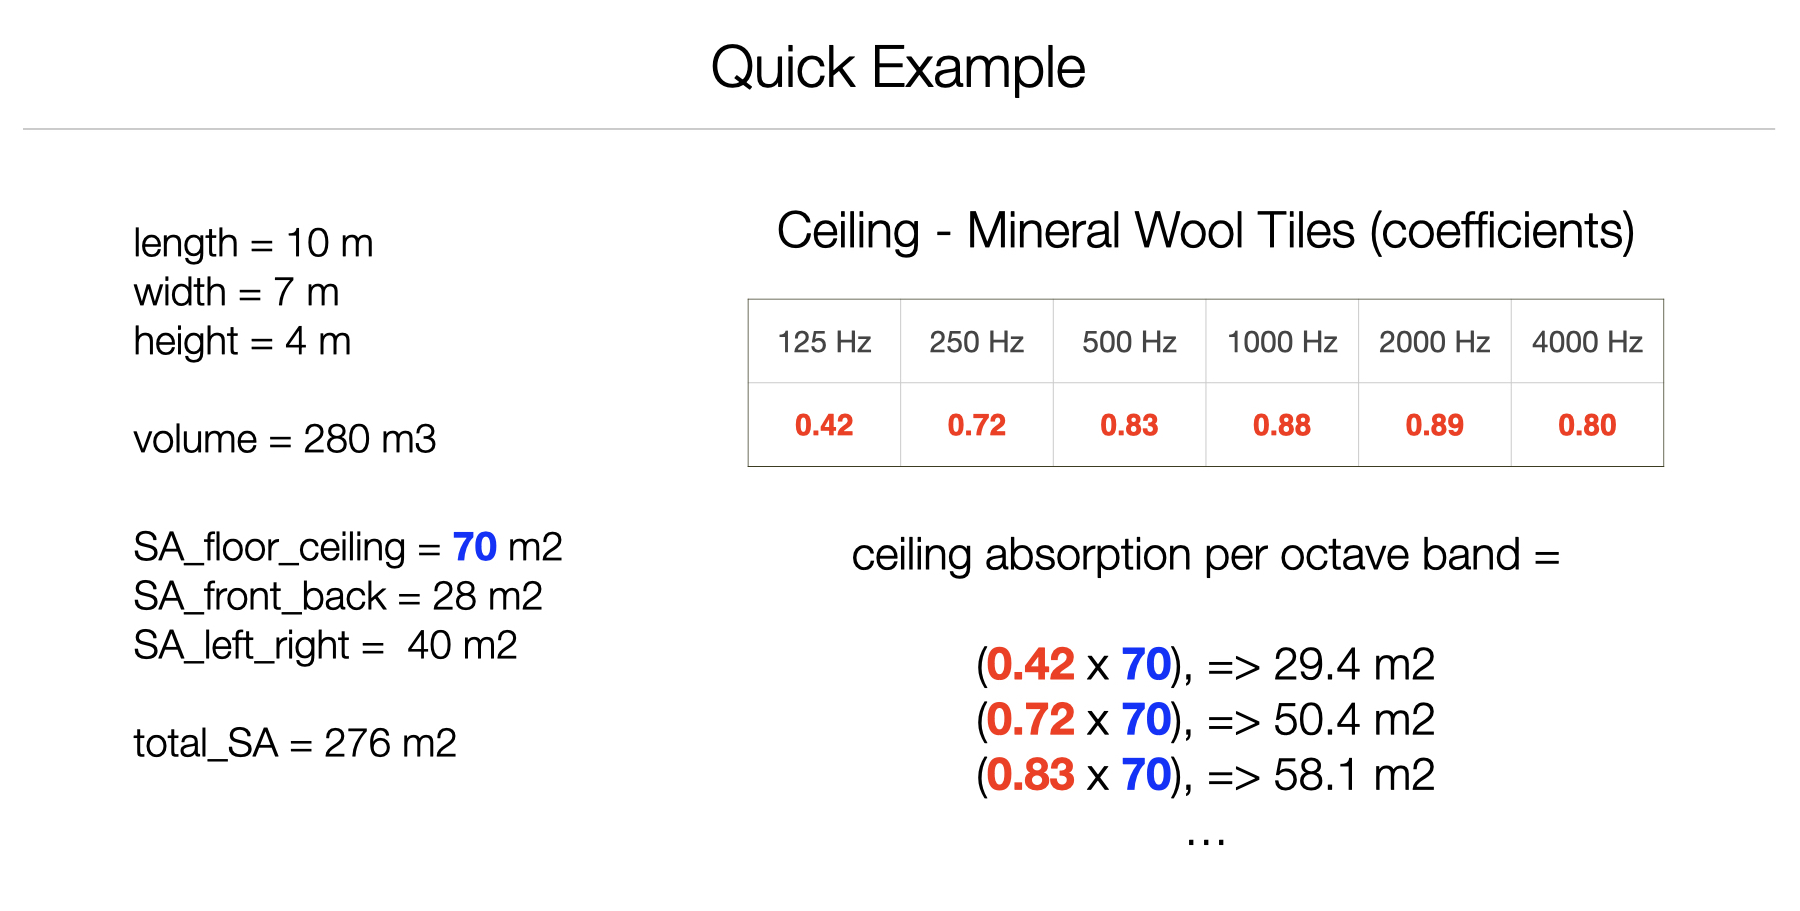 Quick Example
length = 10 m
width = 7 m
height = 4 m
volume = 280 m3
SA_floor_ceiling = 70 m2
SA_front_back = 28 m2
SA_left_right =  40 m2
total_SA = 276 m2
Ceiling - Mineral Wool Tiles (coefficients)
125 Hz 250 Hz 500 Hz 1000 Hz 2000 Hz 4000 Hz
0.42 0.72 0.83 0.88 0.89 0.80
ceiling absorption per octave band =
(0.42 x 70), => 29.4 m2
(0.72 x 70), => 50.4 m2
(0.83 x 70), => 58.1 m2
…